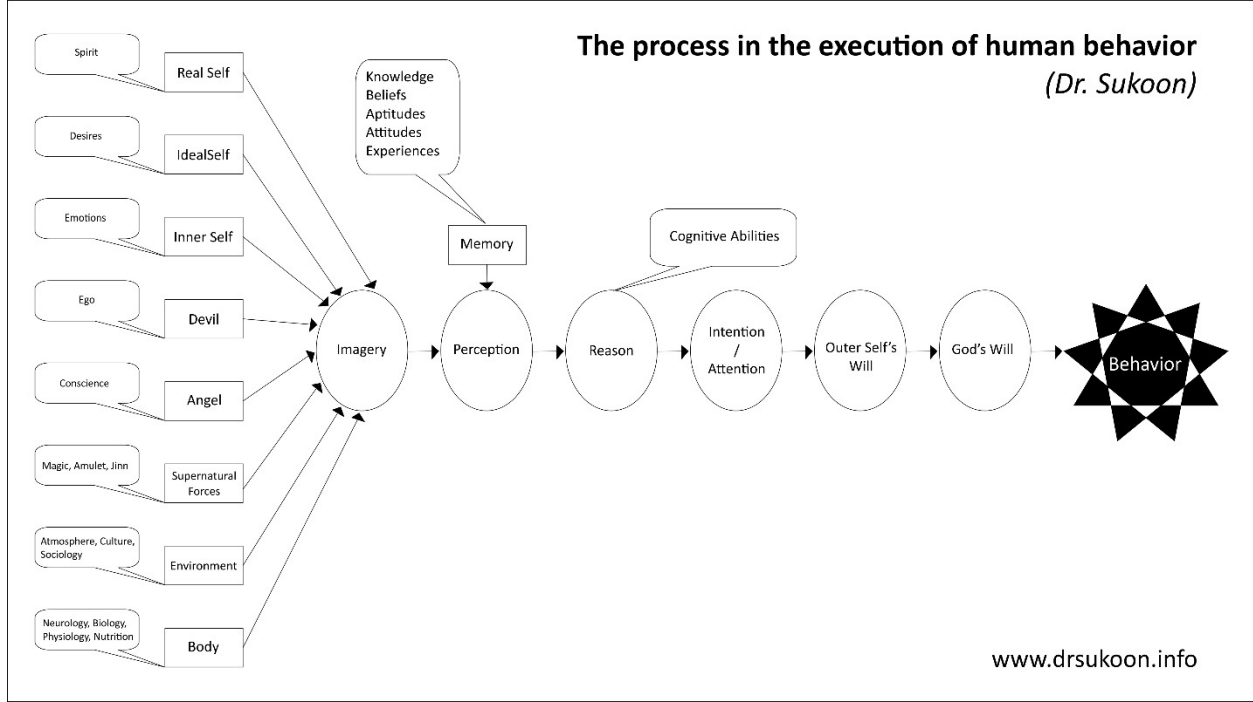 The process in the execution of human behavior
(Dr. Sukoon)
Spirit
Real Self
Desires
IdealSelf
Emotions
Inner Self
Ego
Devil
Conscience
Angel
Magic, Amulet, Jinn
Supernatural
Forces
Atmosphere, Culture,
Sociology
Environment
Neurology, Biology,
Physiology, Nutrition
Body
Knowledge
Beliefs
Aptitudes
Attitudes
Experiences
Memory
Cognitive Abilities
Imagery
Perception
Reason
Intention
/
Attention
Outer Self's
Will
God's Will
Behavior
www.drsukoon.info